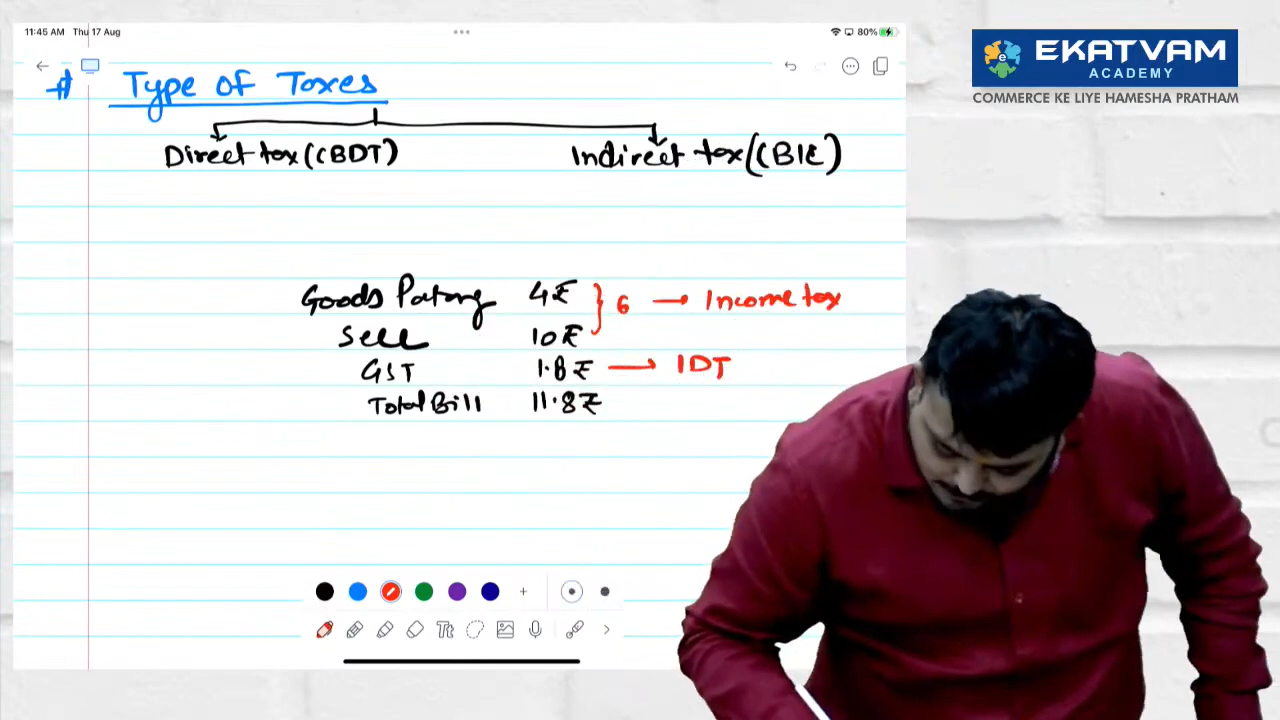 11:45 AM Thu 17 Aug
80%
EKATVAM
ACADEMY
COMMERCE KE LIYE HAMESHA PRATHAM
# Type of Taxes
Direct tax (CBDT) Indirect tax (CBIC)
Goods Patang 4₹ } 6 → Income tax
Sell 10₹
GST 1.8₹ → IDT
Total Bill 11.8₹
Tt